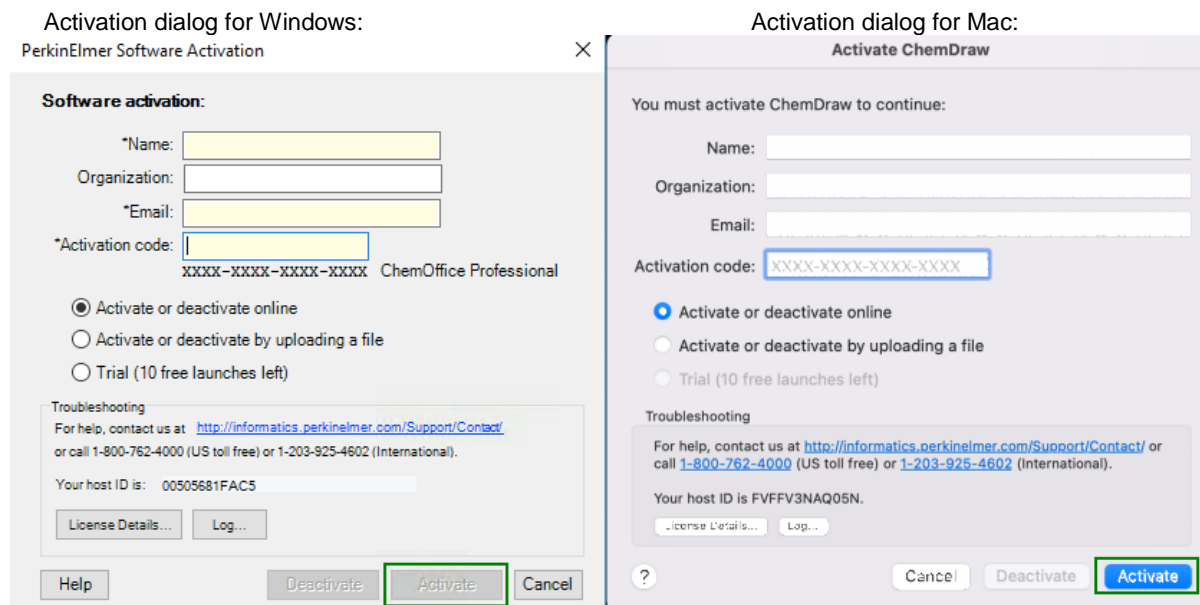 Activation dialog for Windows:
PerkinElmer Software Activation
Software activation:
*Name:
Organization:
*Email:
*Activation code:
XXXX-XXXX-XXXX-XXXX ChemOffice Professional
Activate or deactivate online
Activate or deactivate by uploading a file
Trial (10 free launches left)
Troubleshooting
For help, contact us at http://informatics.perkinelmer.com/Support/Contact/
or call 1-800-762-4000 (US toll free) or 1-203-925-4602 (International).
Your host ID is: 00505681FAC5
License Details... Log...
Help Deactivate Activate Cancel
Activation dialog for Mac:
Activate ChemDraw
You must activate ChemDraw to continue:
Name:
Organization:
Email:
Activation code: XXXX-XXXX-XXXX-XXXX
Activate or deactivate online
Activate or deactivate by uploading a file
Trial (10 free launches left)
Troubleshooting
For help, contact us at http://informatics.perkinelmer.com/Support/Contact/ or
call 1-800-762-4000 (US toll free) or 1-203-925-4602 (International).
Your host ID is FVFFV3NAQ05N.
License Details... Log...
? Cancel Deactivate Activate